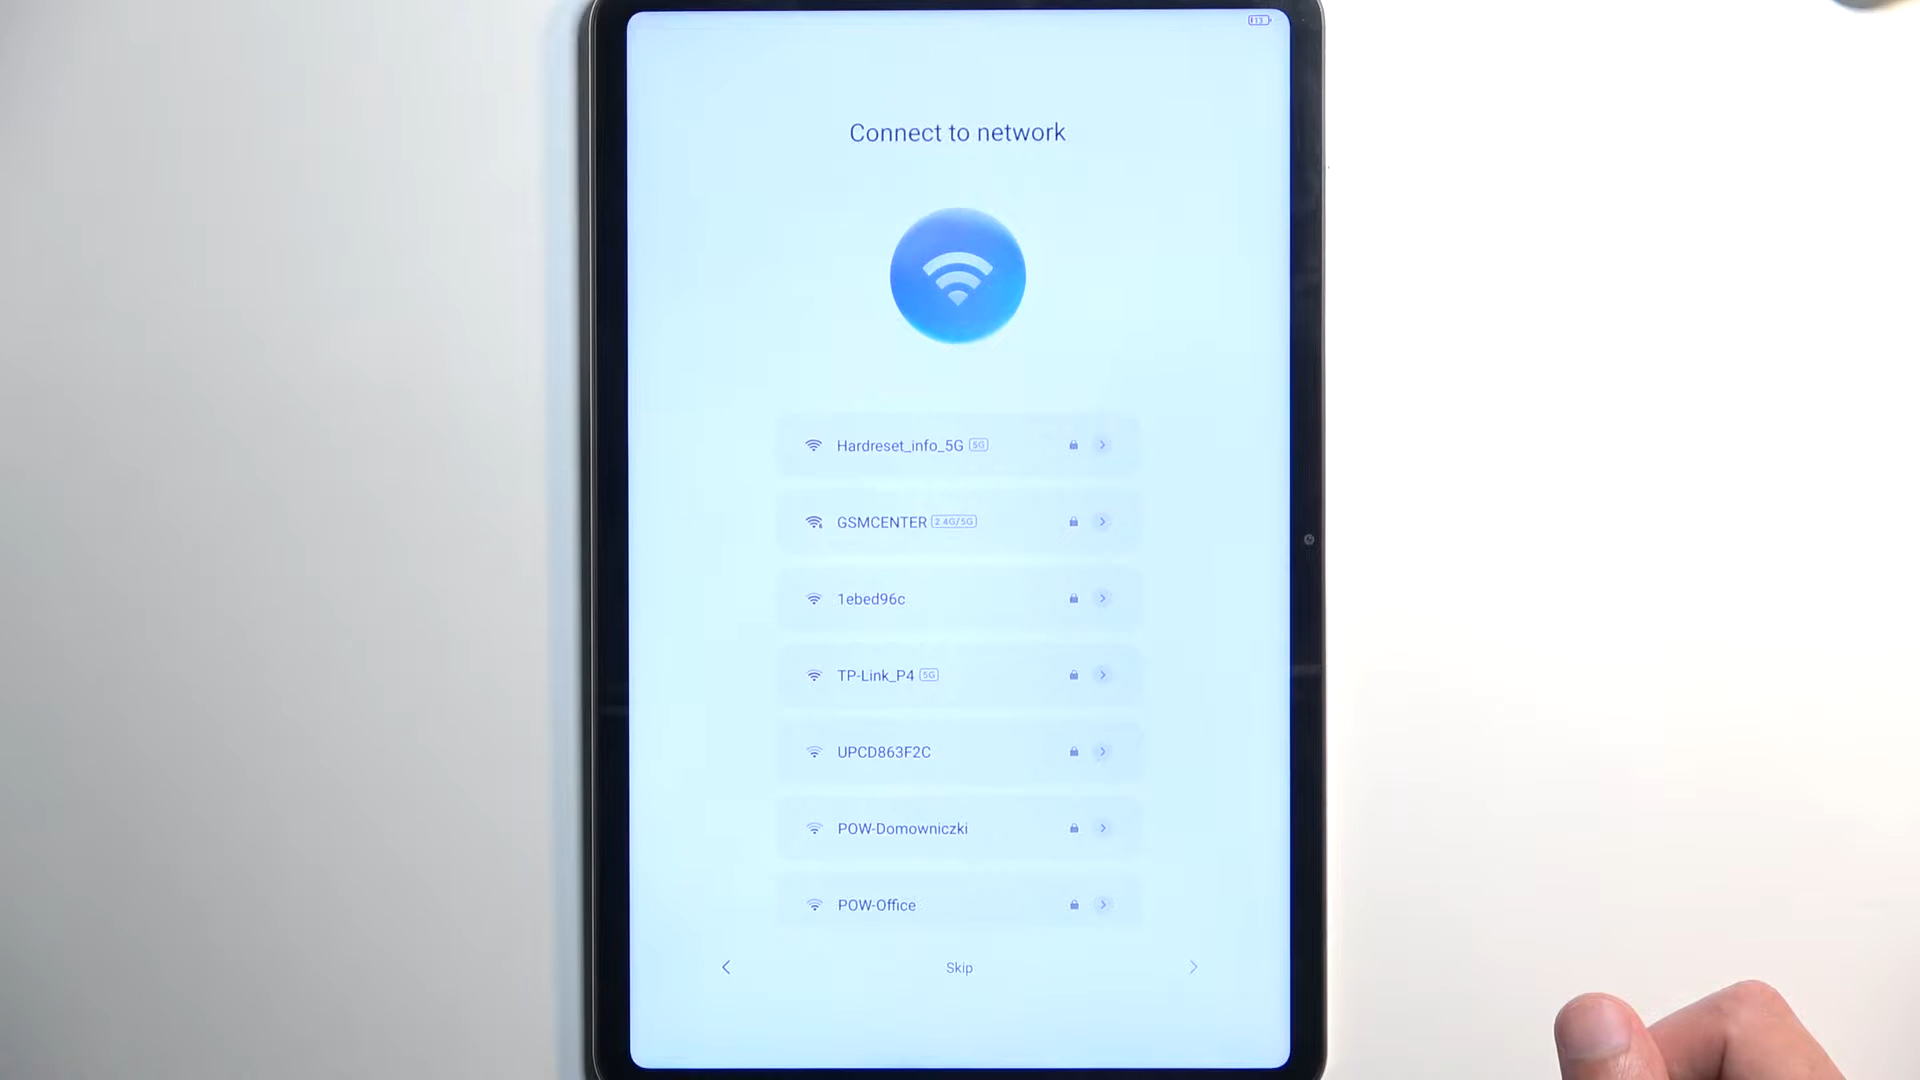 13
Connect to network
Hardreset_info_5G 5G
GSMCENTER 2.4G/5G
1ebed96c
TP-Link_P4 5G
UPCD863F2C
POW-Domowniczki
POW-Office
Skip